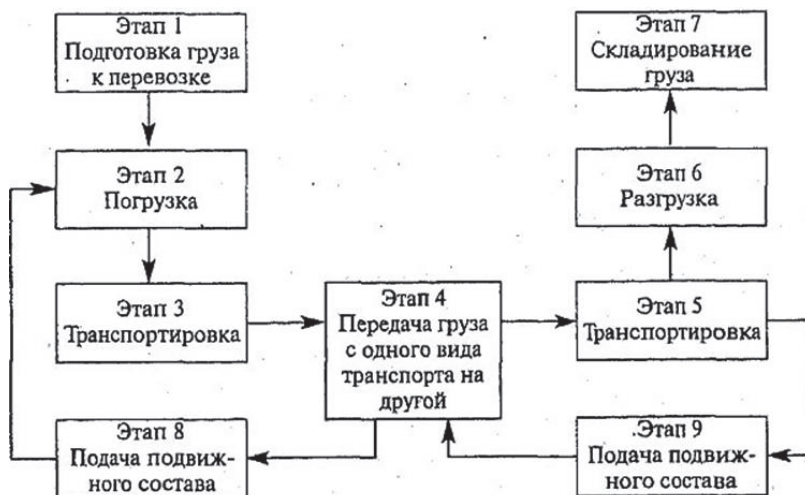 Этап 1
Подготовка груза
к перевозке
Этап 2
Погрузка
Этап 3
Транспортировка
Этап 4
Передача груза
с одного вида
транспорта на
другой
Этап 5
Транспортировка
Этап 6
Разгрузка
Этап 7
Складирование
груза
Этап 8
Подача подвиж-
ного состава
Этап 9
Подача подвиж-
ного состава